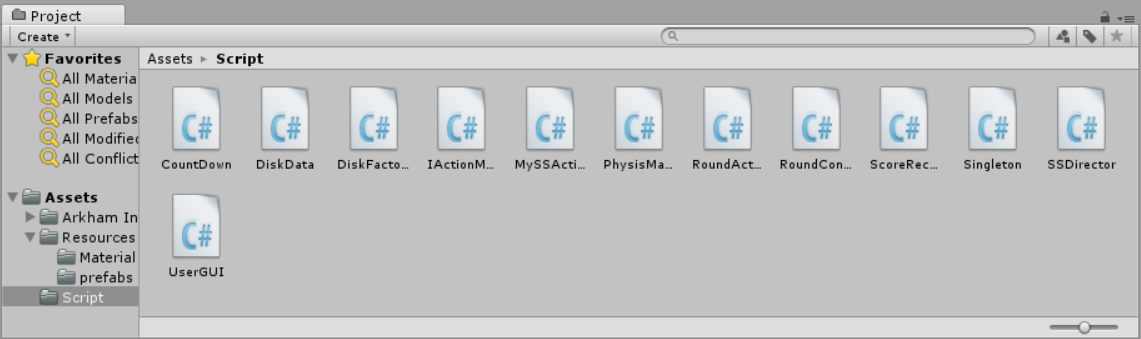 Project
Create
Favorites
All Materia
All Models
All Prefabs
All Modified
All Conflict
Assets
Arkham In
Resources
Material
prefabs
Script
Assets ▸ Script
C# C# C# C# C# C# C# C# C# C# C#
CountDown DiskData DiskFacto... IActionM... MySSActi... PhysisMa... RoundAct... RoundCon... ScoreRec... Singleton SSDirector
C#
UserGUI